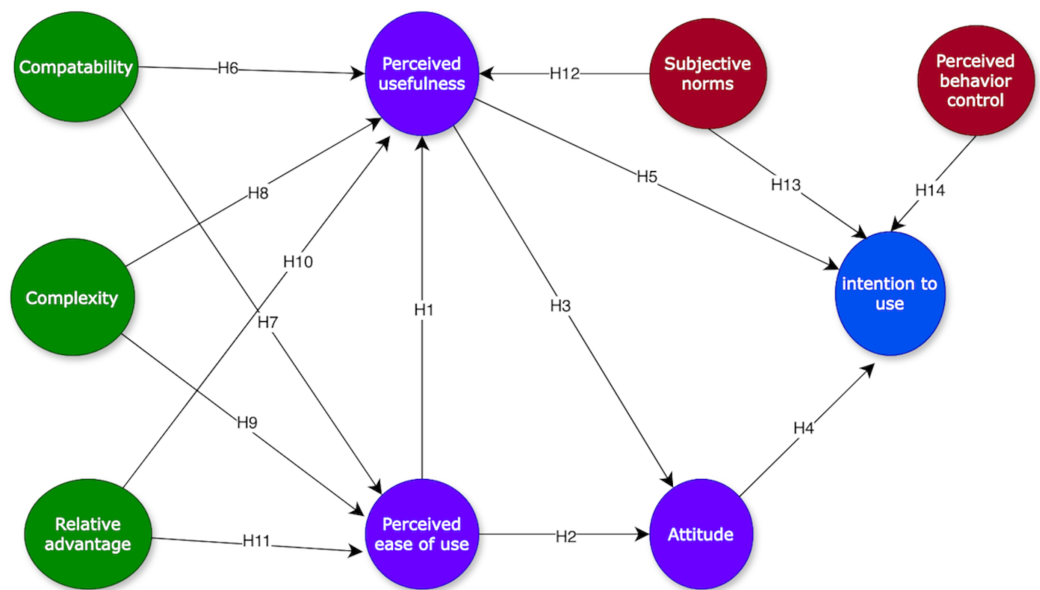 Compatability
H6
Perceived
usefulness
H12
Subjective
norms
Perceived
behavior
control
H8
H5
H13
H14
H10
Complexity
H7
H1
H3
intention to
use
H9
H4
Relative
advantage
H11
Perceived
ease of use
H2
Attitude